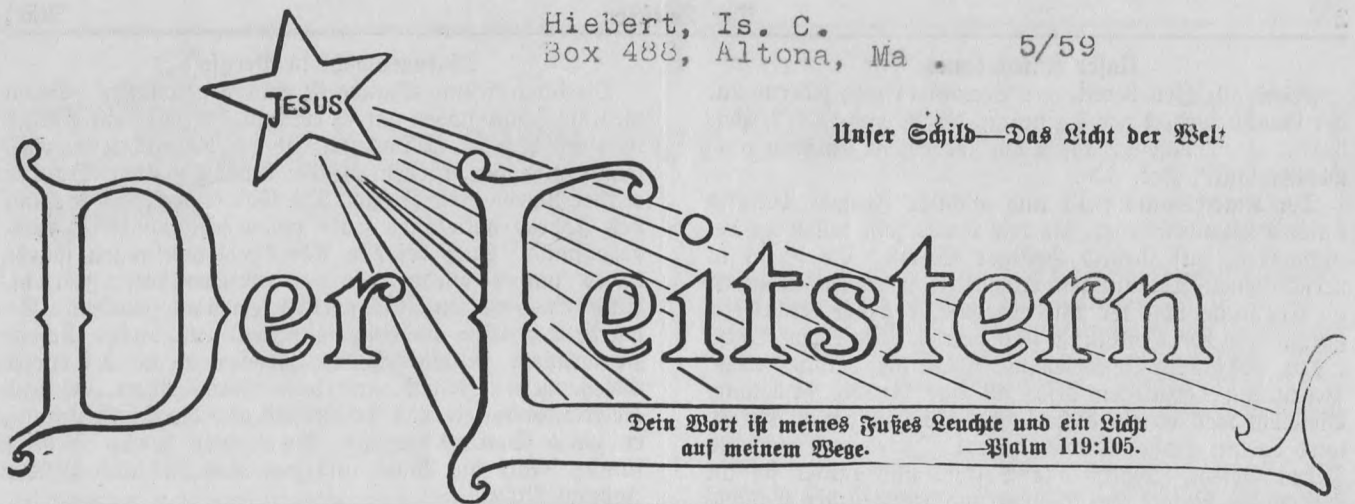 Hiebert, Is. C.
Box 488, Altona, Ma .
5/59
JESUS
Unser Schild—Das Licht der Welt
Der Leitstern
Dein Wort ist meines Fußes Leuchte und ein Licht
auf meinem Wege. Psalm 119:105.